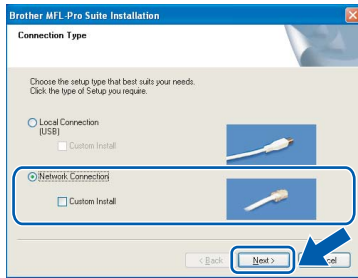 Brother MFL-Pro Suite Installation
Connection Type
Choose the setup type that best suits your needs.
Click the type of Setup you require.
Local Connection
(USB)
Custom Install
Network Connection
Custom Install
< Back
Next >